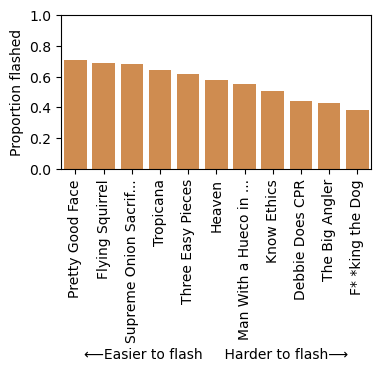 1.0
0.8
0.6
0.4
0.2
0.0
Proportion flashed
Pretty Good Face
Flying Squirrel
Supreme Onion Sacrif...
Tropicana
Three Easy Pieces
Heaven
Man With a Hueco in ...
Know Ethics
Debbie Does CPR
The Big Angler
F* *king the Dog
←Easier to flash
Harder to flash→